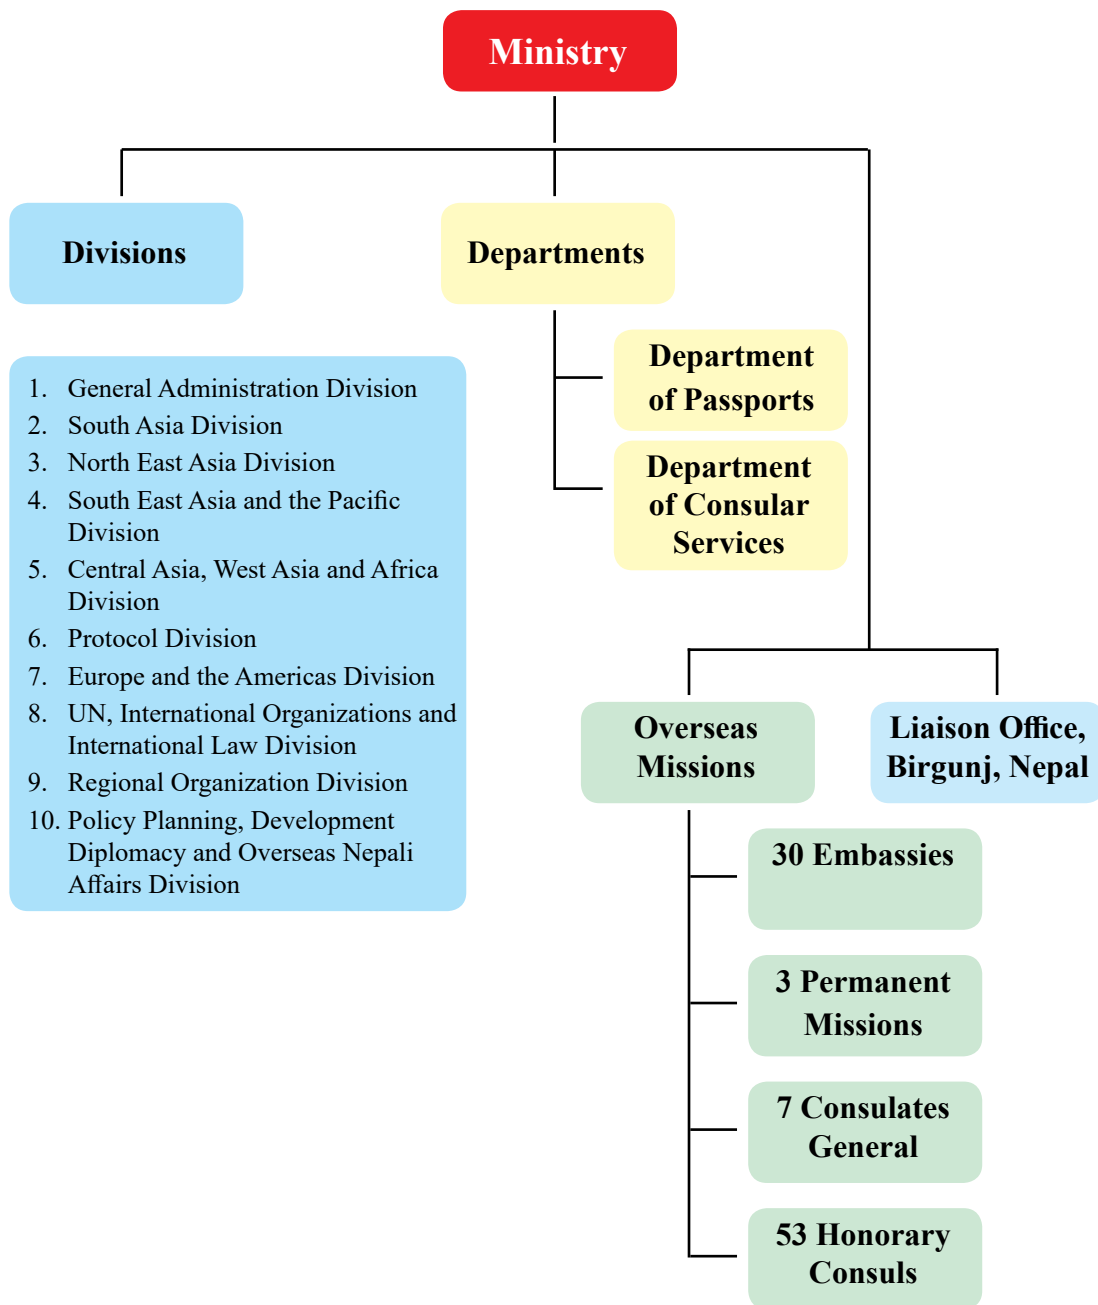 Ministry
Divisions
Departments
1. General Administration Division
2. South Asia Division
3. North East Asia Division
4. South East Asia and the Pacific
Division
5. Central Asia, West Asia and Africa
Division
6. Protocol Division
7. Europe and the Americas Division
8. UN, International Organizations and
International Law Division
9. Regional Organization Division
10. Policy Planning, Development
Diplomacy and Overseas Nepali
Affairs Division
Department
of Passports
Department
of Consular
Services
Overseas
Missions
Liaison Office,
Birgunj, Nepal
30 Embassies
3 Permanent
Missions
7 Consulates
General
53 Honorary
Consuls